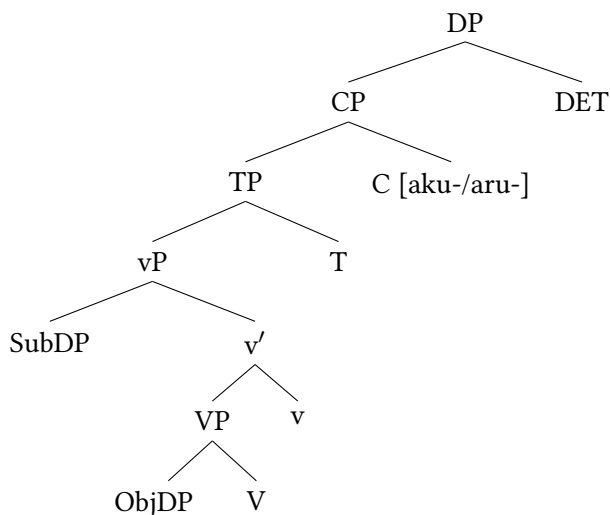 DP
CP DET
TP C [aku-/aru-]
vP T
SubDP v′
VP v
ObjDP V